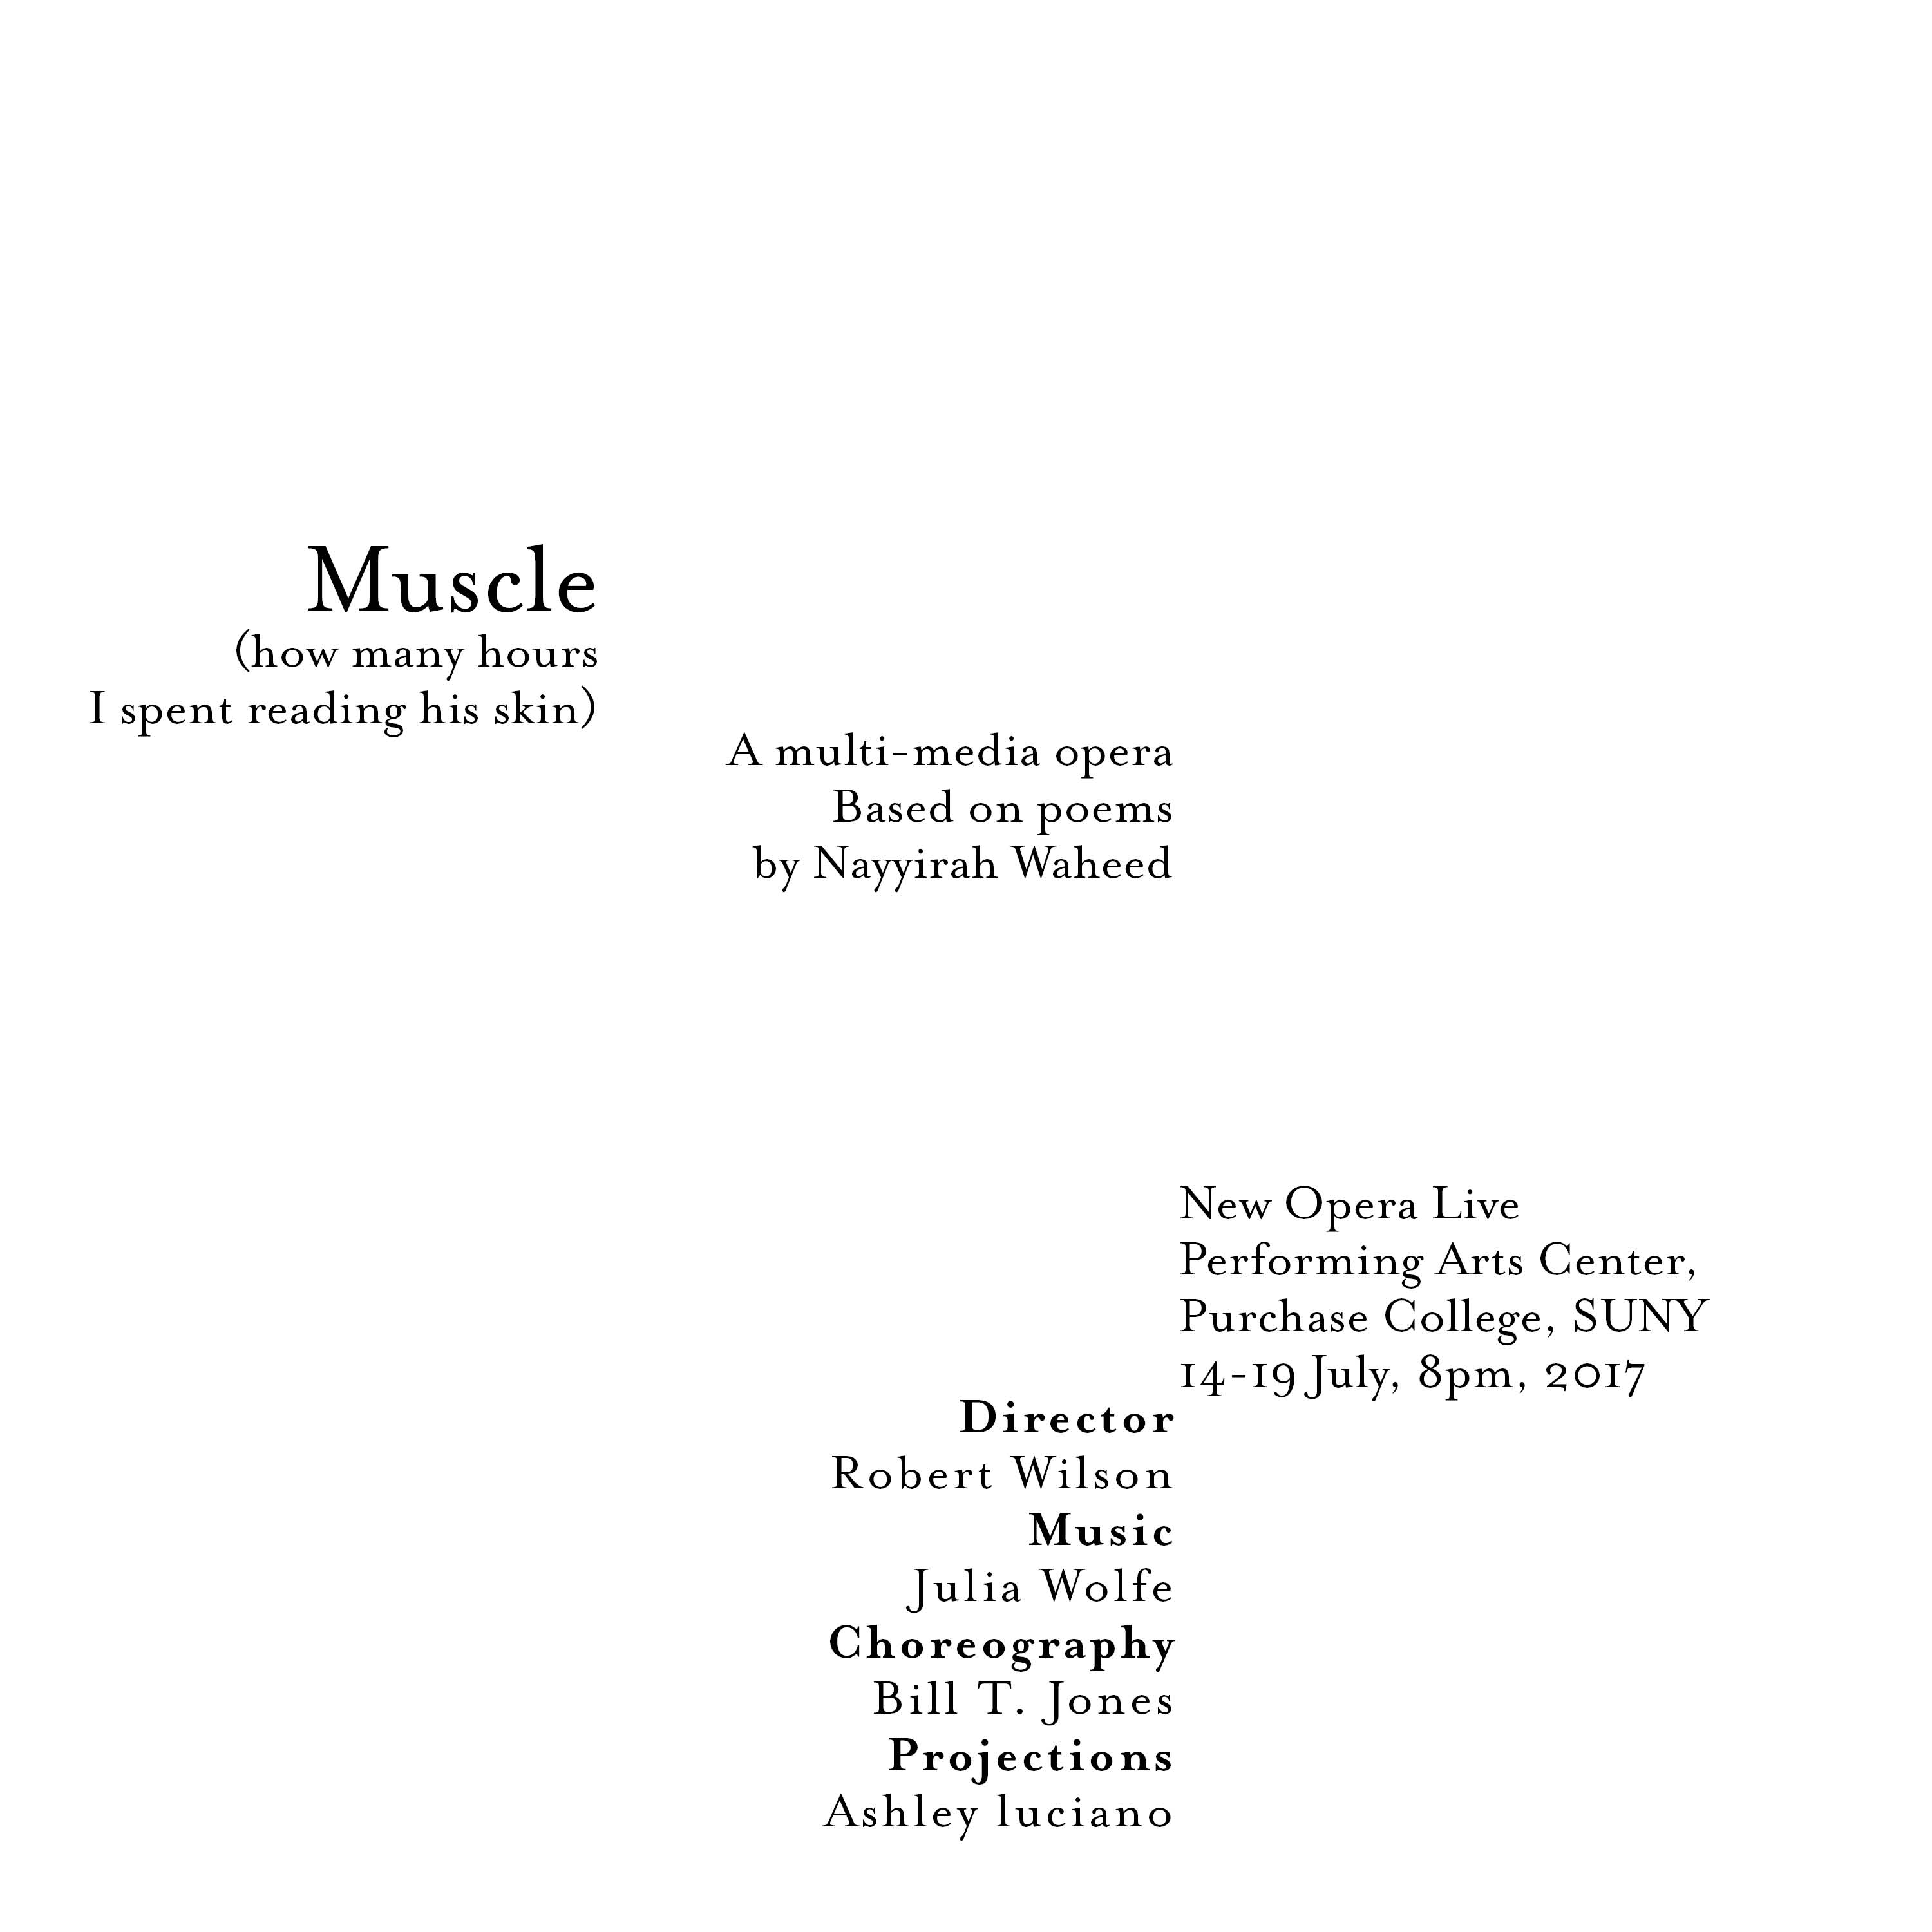 Muscle
(how many hours
I spent reading his skin)
A multi-media opera
Based on poems
by Nayyirah Waheed
New Opera Live
Performing Arts Center,
Purchase College, SUNY
14-19 July, 8pm, 2017
Director
Robert Wilson
Music
Julia Wolfe
Choreography
Bill T. Jones
Projections
Ashley luciano